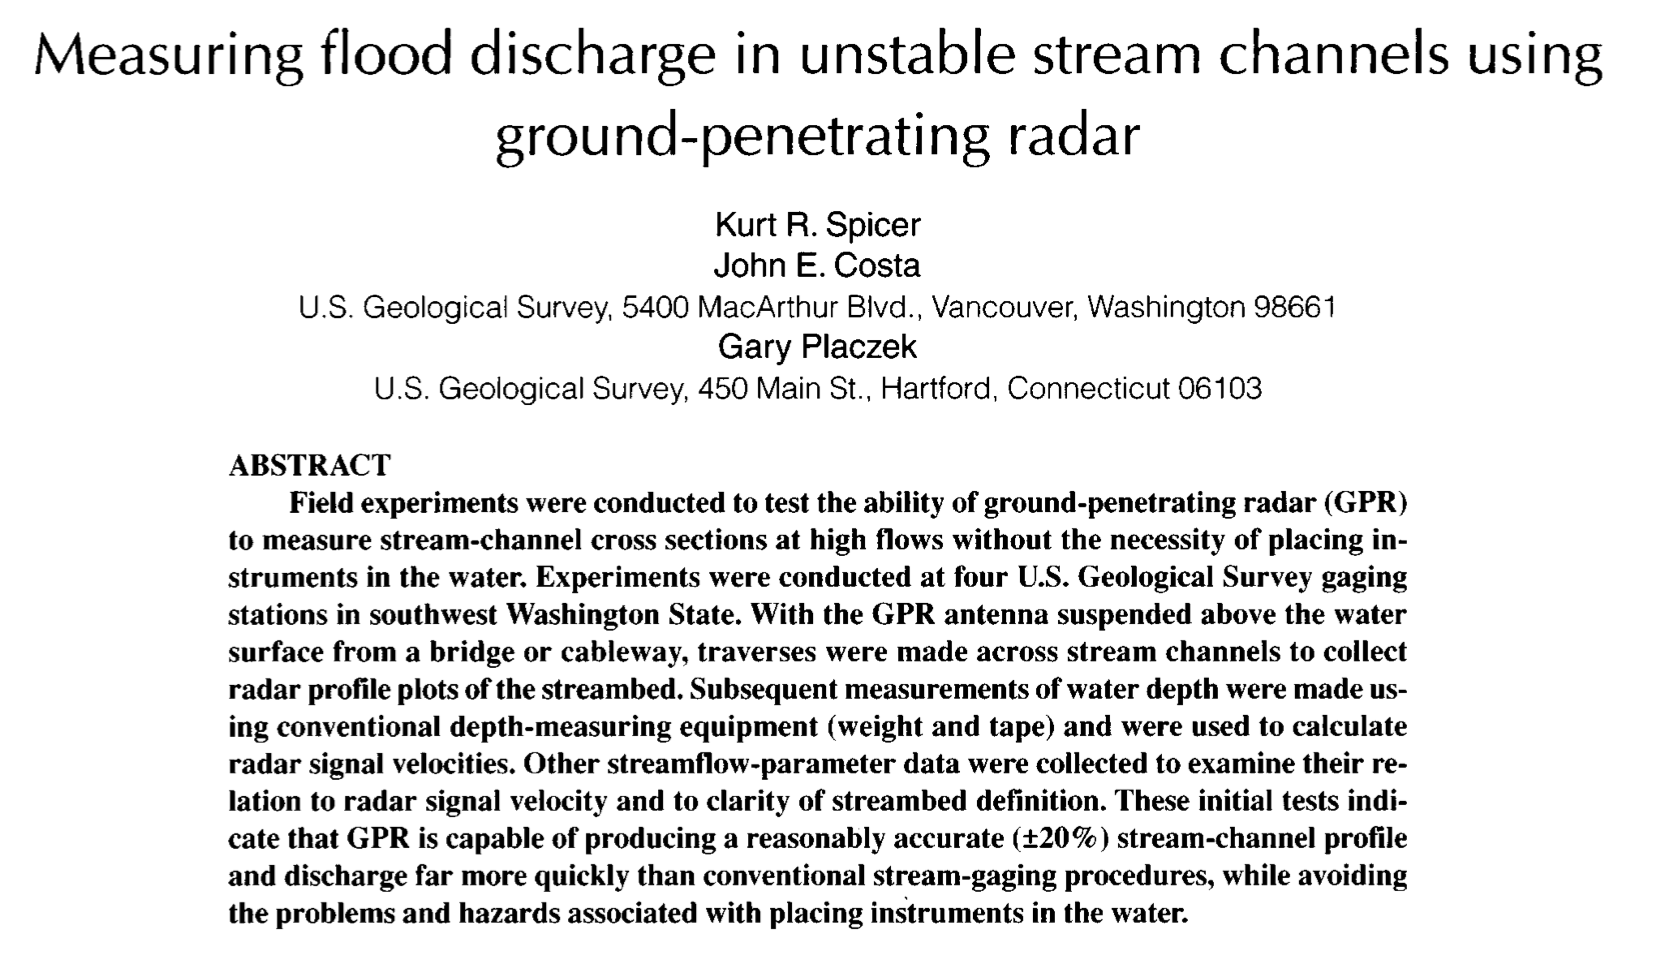 Measuring flood discharge in unstable stream channels using
ground-penetrating radar
Kurt R. Spicer
John E. Costa
U.S. Geological Survey, 5400 MacArthur Blvd., Vancouver, Washington 98661
Gary Placzek
U.S. Geological Survey, 450 Main St., Hartford, Connecticut 06103
ABSTRACT
Field experiments were conducted to test the ability of ground-penetrating radar (GPR)
to measure stream-channel cross sections at high flows without the necessity of placing in-
struments in the water. Experiments were conducted at four U.S. Geological Survey gaging
stations in southwest Washington State. With the GPR antenna suspended above the water
surface from a bridge or cableway, traverses were made across stream channels to collect
radar profile plots of the streambed. Subsequent measurements of water depth were made us-
ing conventional depth-measuring equipment (weight and tape) and were used to calculate
radar signal velocities. Other streamflow-parameter data were collected to examine their re-
lation to radar signal velocity and to clarity of streambed definition. These initial tests indi-
cate that GPR is capable of producing a reasonably accurate (±20%) stream-channel profile
and discharge far more quickly than conventional stream-gaging procedures, while avoiding
the problems and hazards associated with placing instruments in the water.